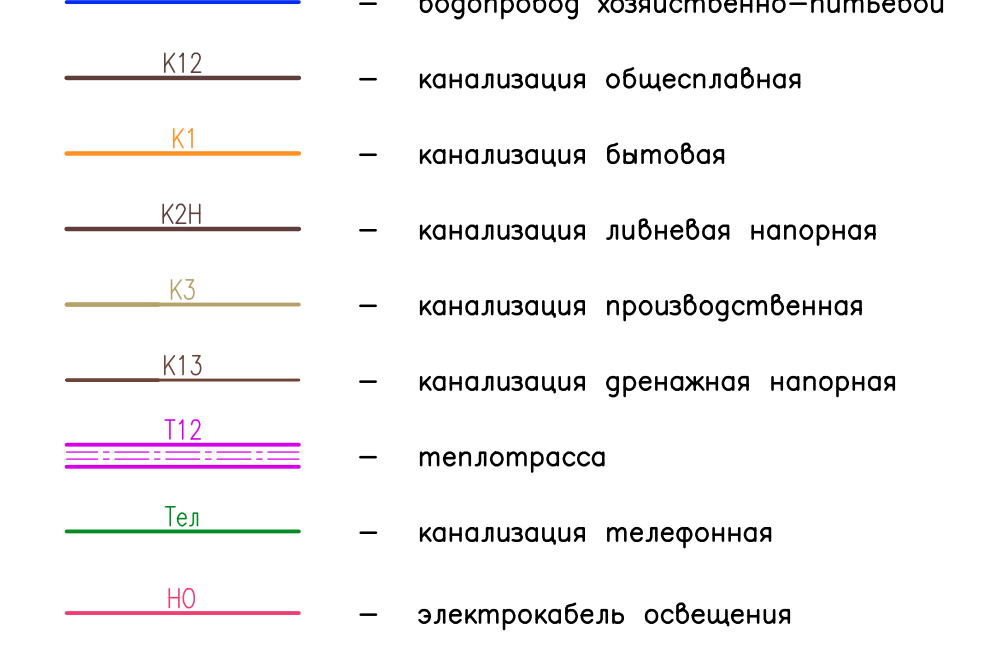 – водопровод хозяйственно-питьевой
К12 – канализация общесплавная
К1 – канализация бытовая
К2Н – канализация ливневая напорная
К3 – канализация производственная
К13 – канализация дренажная напорная
Т12 – теплотрасса
Тел – канализация телефонная
НО – электрокабель освещения